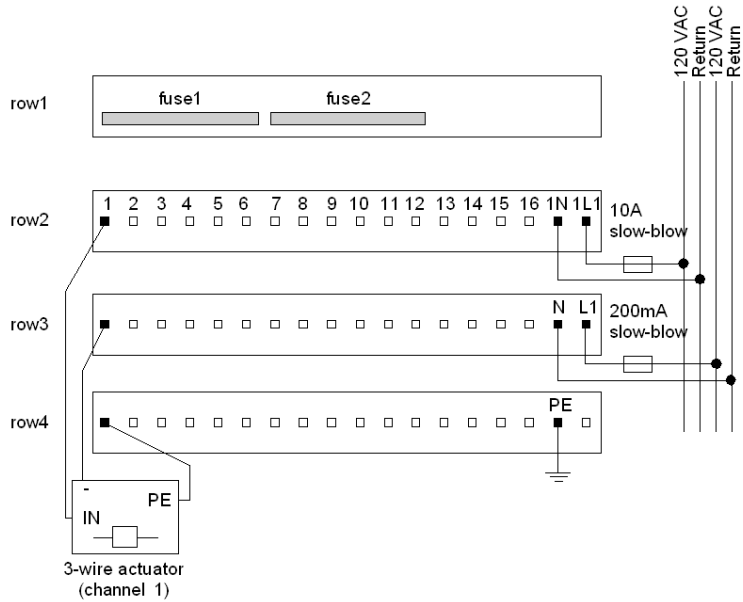 120 VAC
Return
120 VAC
Return
row1
fuse1 fuse2
row2
1 2 3 4 5 6 7 8 9 10 11 12 13 14 15 16 1N 1L1
10A
slow-blow
row3
N L1
200mA
slow-blow
row4
PE
-
PE
IN
3-wire actuator
(channel 1)